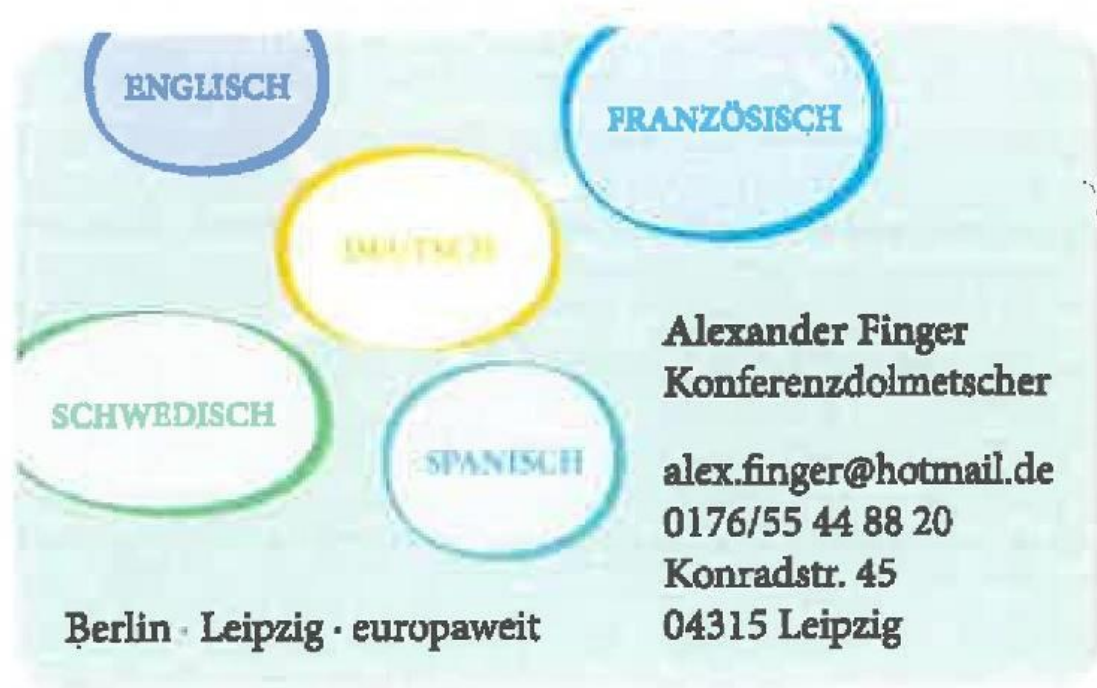 ENGLISCH
FRANZÖSISCH
DEUTSCH
SCHWEDISCH
SPANISCH
Alexander Finger
Konferenzdolmetscher
alex.finger@hotmail.de
0176/55 44 88 20
Konradstr. 45
04315 Leipzig
Berlin · Leipzig · europaweit